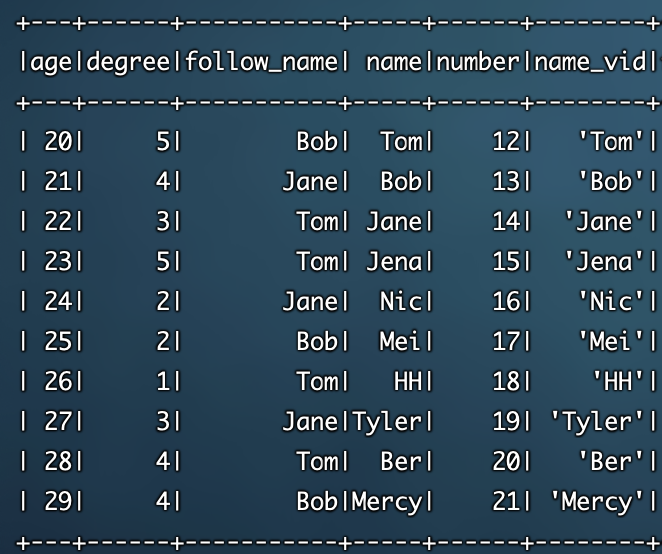 +---+------+-----------+-----+------+--------+
|age|degree|follow_name| name|number|name_vid|
+---+------+-----------+-----+------+--------+
| 20|     5|        Bob|  Tom|    12|   'Tom'|
| 21|     4|       Jane|  Bob|    13|   'Bob'|
| 22|     3|        Tom| Jane|    14|  'Jane'|
| 23|     5|        Tom| Jena|    15|  'Jena'|
| 24|     2|       Jane|  Nic|    16|   'Nic'|
| 25|     2|        Bob|  Mei|    17|   'Mei'|
| 26|     1|        Tom|   HH|    18|    'HH'|
| 27|     3|       Jane|Tyler|    19| 'Tyler'|
| 28|     4|        Tom|  Ber|    20|   'Ber'|
| 29|     4|        Bob|Mercy|    21| 'Mercy'|
+---+------+-----------+-----+------+--------+